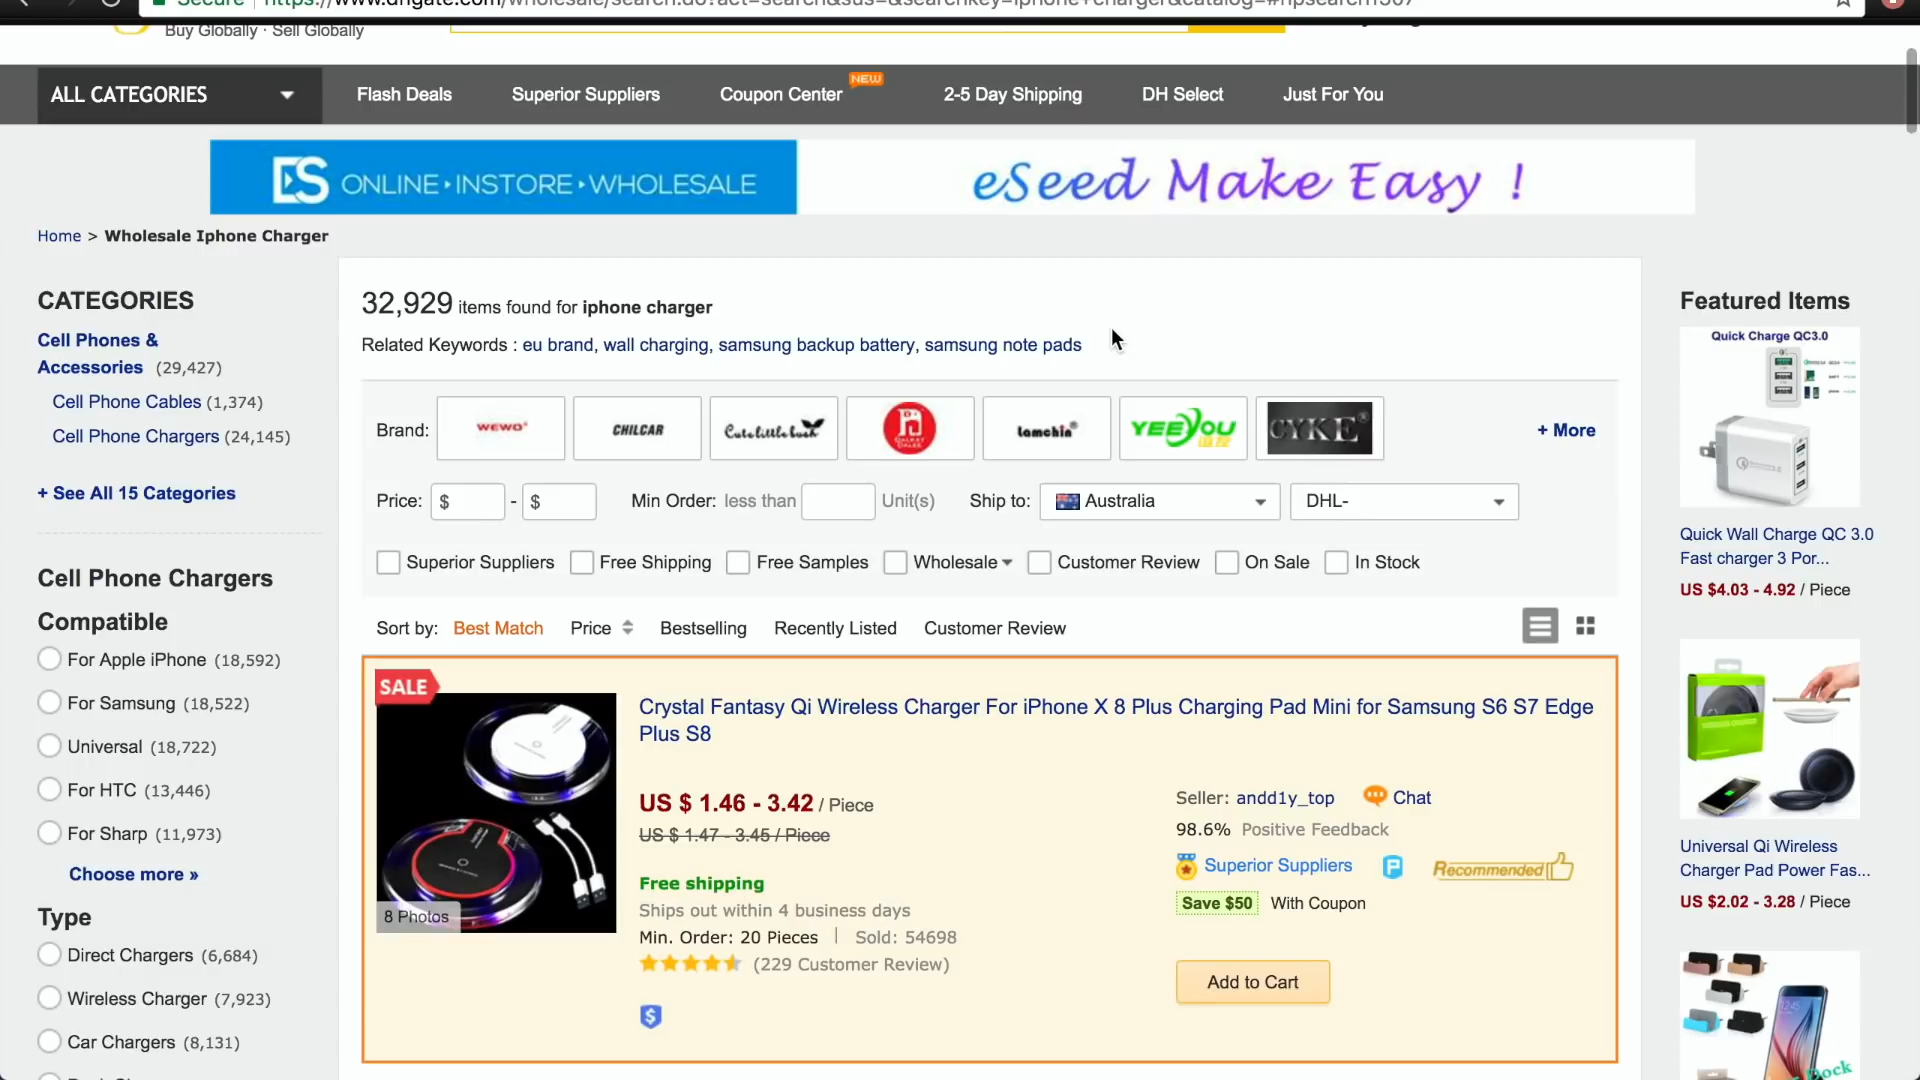 Secure
https://www.dhgate.com/wholesale/search.do?act=search&sus=&searchkey=iphone+charger&catalog=#hpsearch1507
Buy Globally · Sell Globally
ALL CATEGORIES
Flash Deals
Superior Suppliers
Coupon Center
NEW
2-5 Day Shipping
DH Select
Just For You
DS ONLINE·INSTORE·WHOLESALE
eSeed Make Easy !
Home > Wholesale Iphone Charger
CATEGORIES
Cell Phones &
Accessories (29,427)
Cell Phone Cables (1,374)
Cell Phone Chargers (24,145)
+ See All 15 Categories
Cell Phone Chargers
Compatible
For Apple iPhone (18,592)
For Samsung (18,522)
Universal (18,722)
For HTC (13,446)
For Sharp (11,973)
Choose more »
Type
Direct Chargers (6,684)
Wireless Charger (7,923)
Car Chargers (8,131)
32,929 items found for iphone charger
Related Keywords : eu brand, wall charging, samsung backup battery, samsung note pads
Brand:
WEWO®
CHILCAR
Cutelittlebush
lamchin®
YEEYOU
CYKE®
+ More
Price: $ - $
Min Order: less than Unit(s)
Ship to: Australia
DHL-
Superior Suppliers
Free Shipping
Free Samples
Wholesale
Customer Review
On Sale
In Stock
Sort by: Best Match Price Bestselling Recently Listed Customer Review
SALE
8 Photos
Crystal Fantasy Qi Wireless Charger For iPhone X 8 Plus Charging Pad Mini for Samsung S6 S7 Edge
Plus S8
US $ 1.46 - 3.42 / Piece
US $ 1.47 - 3.45 / Piece
Free shipping
Ships out within 4 business days
Min. Order: 20 Pieces | Sold: 54698
(229 Customer Review)
Seller: andd1y_top
Chat
98.6% Positive Feedback
Superior Suppliers
P
Recommended
Save $50 With Coupon
Add to Cart
Featured Items
Quick Charge QC3.0
Quick Wall Charge QC 3.0
Fast charger 3 Por...
US $4.03 - 4.92 / Piece
Universal Qi Wireless
Charger Pad Power Fas...
US $2.02 - 3.28 / Piece
Dock